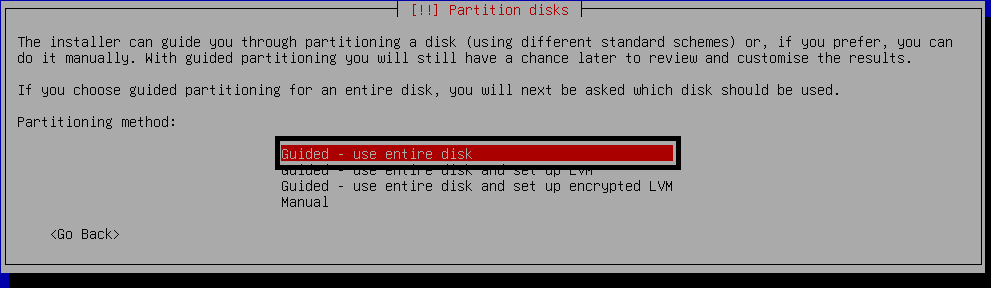 [!!] Partition disks
The installer can guide you through partitioning a disk (using different standard schemes) or, if you prefer, you can
do it manually. With guided partitioning you will still have a chance later to review and customise the results.
If you choose guided partitioning for an entire disk, you will next be asked which disk should be used.
Partitioning method:
Guided - use entire disk
Guided - use entire disk and set up LVM
Guided - use entire disk and set up encrypted LVM
Manual
<Go Back>